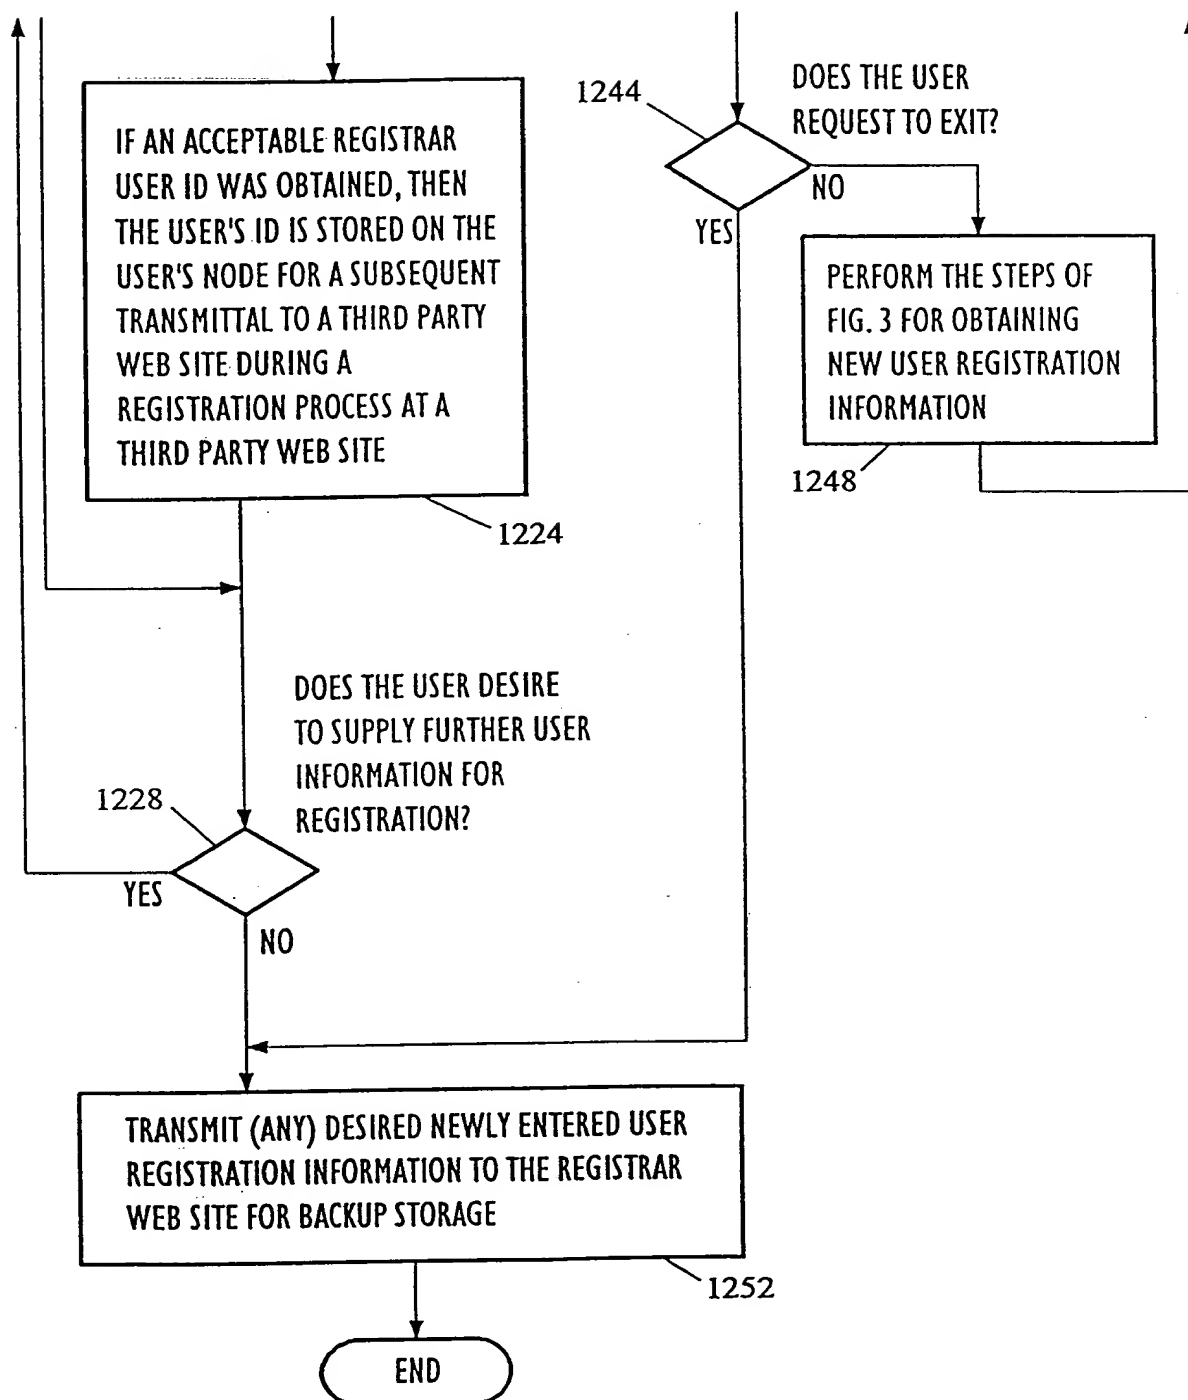 IF AN ACCEPTABLE REGISTRAR
USER ID WAS OBTAINED, THEN
THE USER'S ID IS STORED ON THE
USER'S NODE FOR A SUBSEQUENT
TRANSMITTAL TO A THIRD PARTY
WEB SITE DURING A
REGISTRATION PROCESS AT A
THIRD PARTY WEB SITE
1224
1244
DOES THE USER
REQUEST TO EXIT?
NO
YES
PERFORM THE STEPS OF
FIG. 3 FOR OBTAINING
NEW USER REGISTRATION
INFORMATION
1248
DOES THE USER DESIRE
TO SUPPLY FURTHER USER
INFORMATION FOR
REGISTRATION?
1228
YES
NO
TRANSMIT (ANY) DESIRED NEWLY ENTERED USER
REGISTRATION INFORMATION TO THE REGISTRAR
WEB SITE FOR BACKUP STORAGE
1252
END